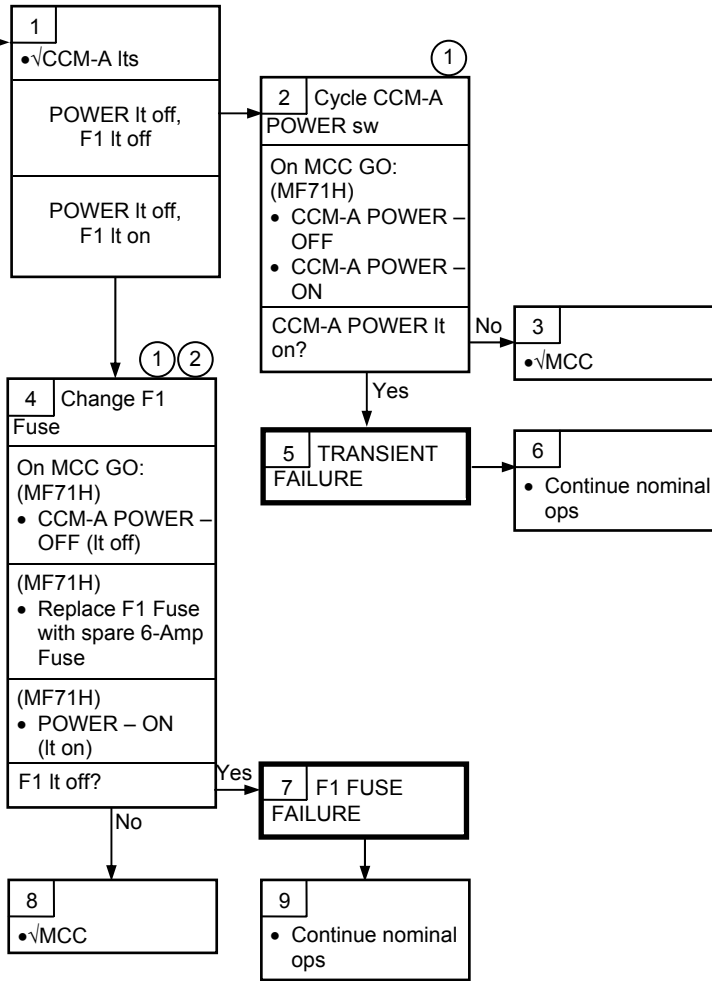 1
•√CCM-A lts
POWER lt off,
F1 lt off
POWER lt off,
F1 lt on
1
2 Cycle CCM-A
POWER sw
On MCC GO:
(MF71H)
• CCM-A POWER –
OFF
• CCM-A POWER –
ON
CCM-A POWER lt
on?
No
3
•√MCC
Yes
5 TRANSIENT
FAILURE
6
• Continue nominal
ops
1 2
4 Change F1
Fuse
On MCC GO:
(MF71H)
• CCM-A POWER –
OFF (lt off)
(MF71H)
• Replace F1 Fuse
with spare 6-Amp
Fuse
(MF71H)
• POWER – ON
(lt on)
F1 lt off?
Yes
7 F1 FUSE
FAILURE
No
8
•√MCC
9
• Continue nominal
ops